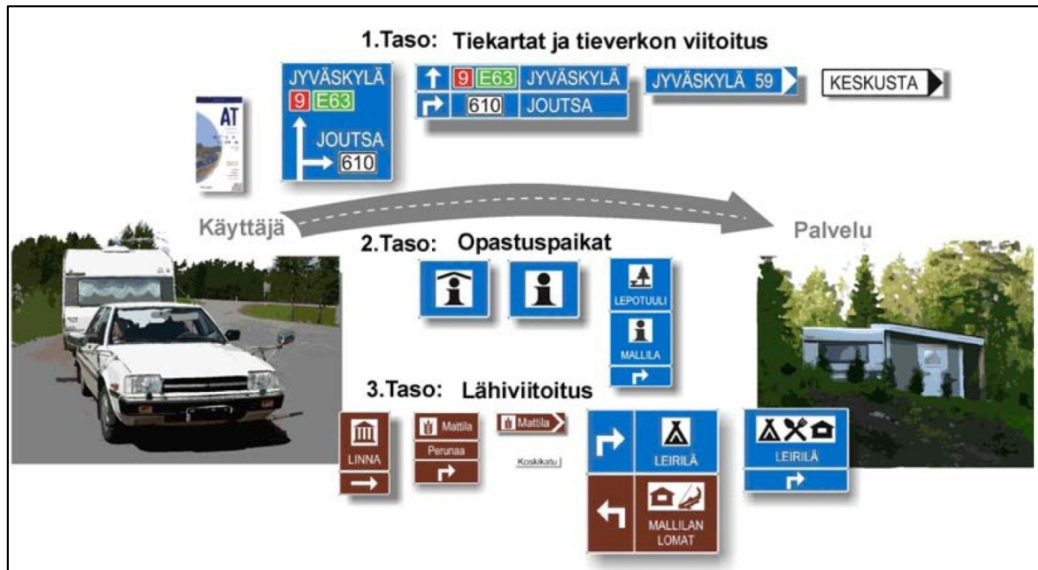 1.Taso: Tiekartat ja tieverkon viitoitus
JYVÄSKYLÄ
9 E63
JOUTSA
610
9 E63 JYVÄSKYLÄ
610 JOUTSA
JYVÄSKYLÄ 59
KESKUSTA
AT
Käyttäjä
Palvelu
2.Taso: Opastuspaikat
LEPOTUULI
MALLILA
3.Taso: Lähiviitoitus
LINNA
Mattila
Perunaa
Mattila
Koskikatu
LEIRILÄ
MALLILAN
LOMAT
LEIRILÄ